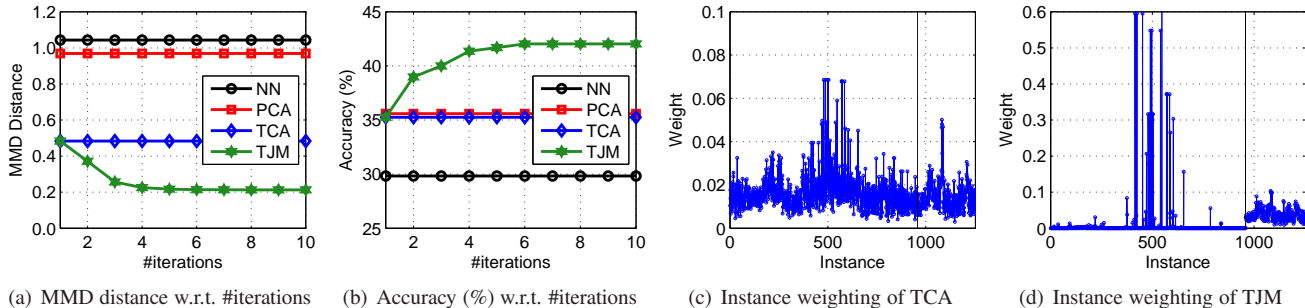 1.2
1.0
0.8
0.6
0.4
0.2
0.0
MMD Distance
2 4 6 8 10
#iterations
NN
PCA
TCA
TJM
(a) MMD distance w.r.t. #iterations
45
40
35
30
25
Accuracy (%)
2 4 6 8 10
#iterations
NN
PCA
TCA
TJM
(b) Accuracy (%) w.r.t. #iterations
0.1
0.08
0.06
0.04
0.02
0
Weight
0 500 1000
Instance
(c) Instance weighting of TCA
0.6
0.5
0.4
0.3
0.2
0.1
0
Weight
0 500 1000
Instance
(d) Instance weighting of TJM